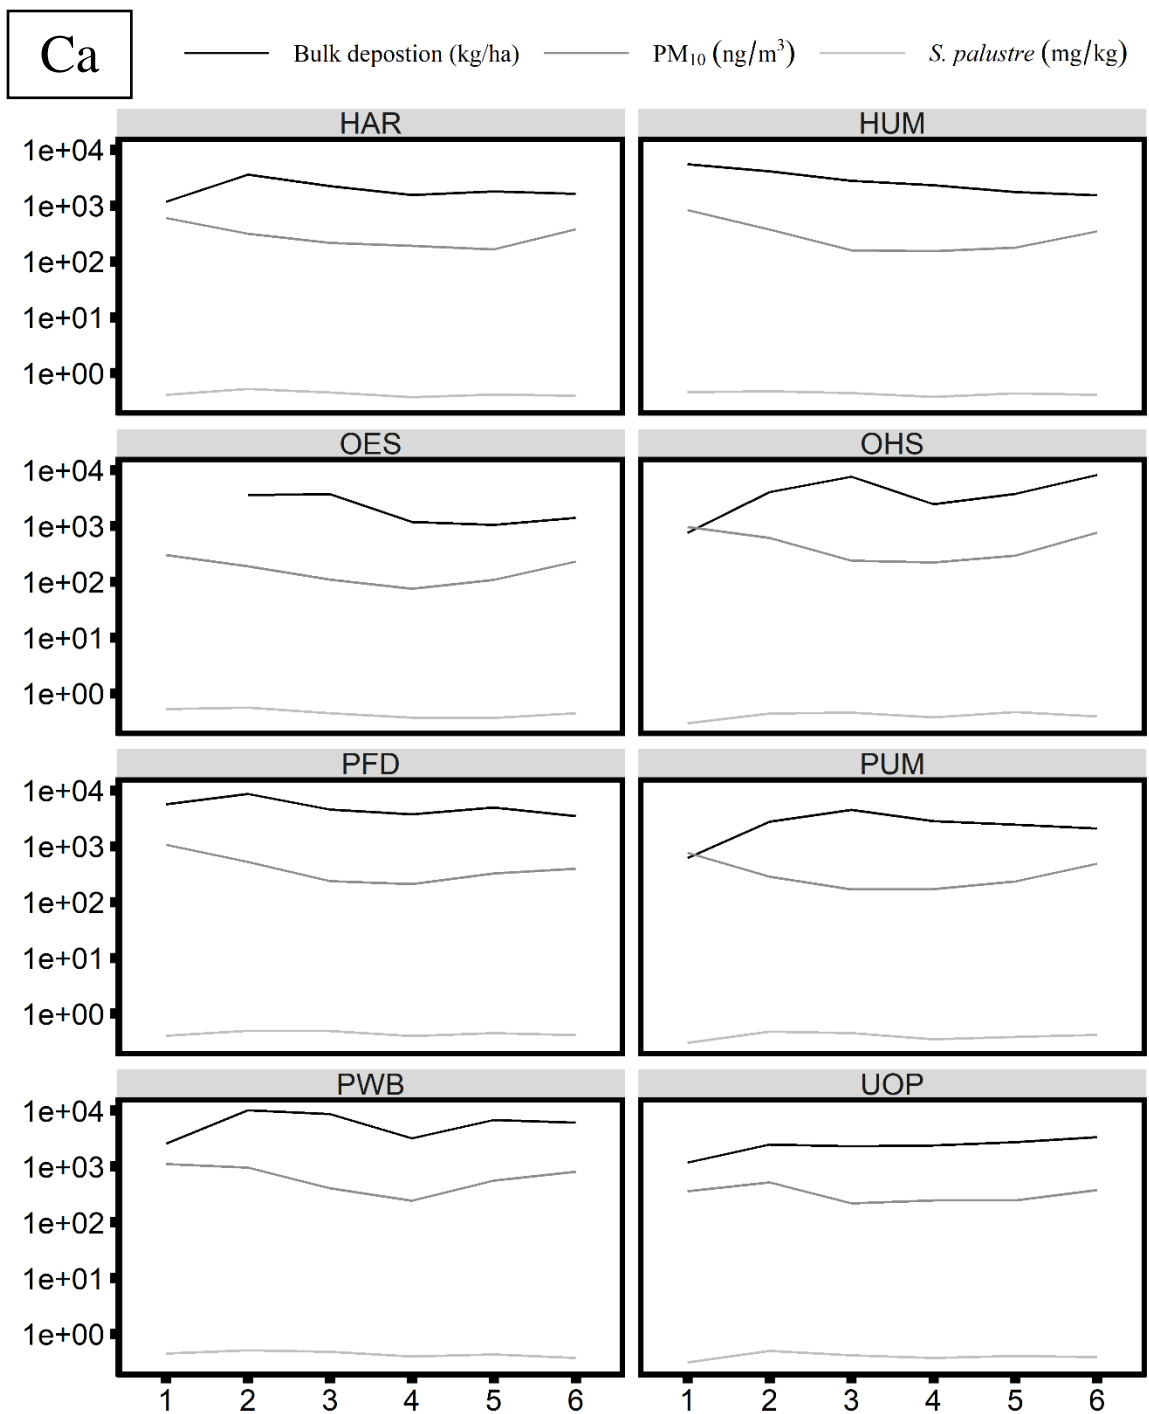 Ca
Bulk depostion (kg/ha) PM₁₀ (ng/m³) S. palustre (mg/kg)
HAR HUM
1e+04
1e+03
1e+02
1e+01
1e+00
OES OHS
1e+04
1e+03
1e+02
1e+01
1e+00
PFD PUM
1e+04
1e+03
1e+02
1e+01
1e+00
PWB UOP
1e+04
1e+03
1e+02
1e+01
1e+00
1 2 3 4 5 6 1 2 3 4 5 6